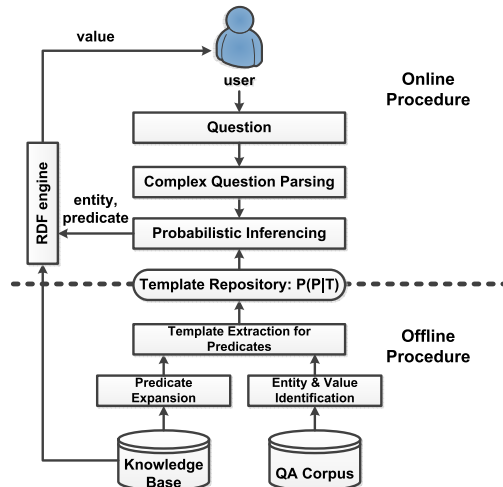 value
user
Online
Procedure
Question
Complex Question Parsing
RDF engine
entity,
predicate
Probabilistic Inferencing
Template Repository: P(P|T)
Template Extraction for
Predicates
Offline
Procedure
Predicate
Expansion
Entity & Value
Identification
Knowledge
Base
QA Corpus